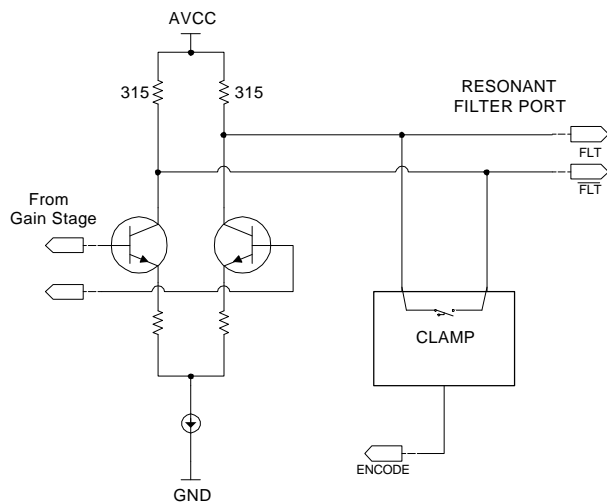 AVCC
315
315
RESONANT
FILTER PORT
FLT
FLT
From
Gain Stage
CLAMP
ENCODE
GND